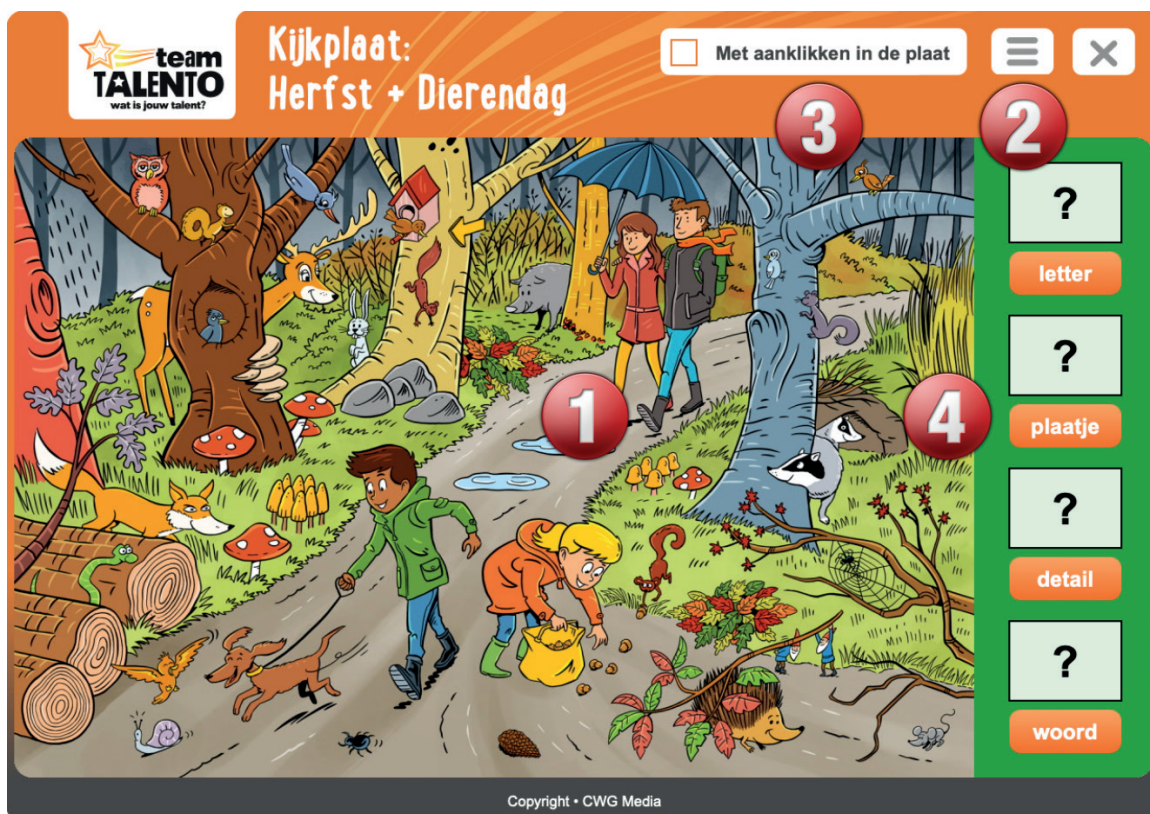 team
TALENTO
wat is jouw talent?
Kijkplaat:
Herfst + Dierendag
Met aanklikken in de plaat
3
2
1
4
?
letter
?
plaatje
?
detail
?
woord
Copyright • CWG Media